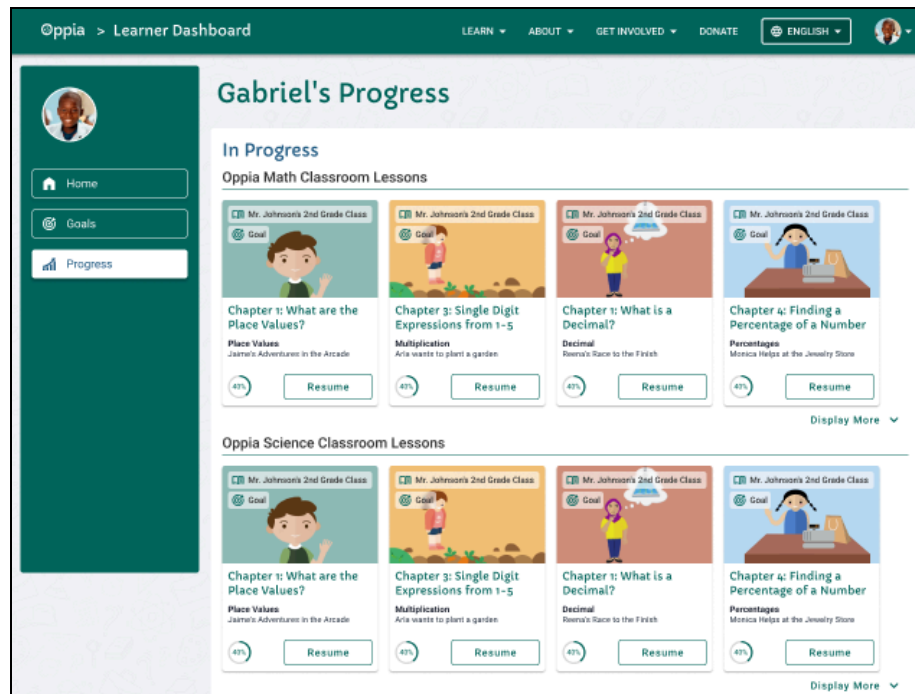 Oppia > Learner Dashboard
LEARN
ABOUT
GET INVOLVED
DONATE
ENGLISH
Home
Goals
Progress
Gabriel's Progress
In Progress
Oppia Math Classroom Lessons
Mr. Johnson's 2nd Grade Class
Goal
Chapter 1: What are the
Place Values?
Place Values
Jaime's Adventures in the Arcade
40%
Resume
Mr. Johnson's 2nd Grade Class
Goal
Chapter 3: Single Digit
Expressions from 1-5
Multiplication
Aria wants to plant a garden
40%
Resume
Mr. Johnson's 2nd Grade Class
Goal
Chapter 1: What is a
Decimal?
Decimal
Reena's Race to the Finish
40%
Resume
Mr. Johnson's 2nd Grade Class
Goal
Chapter 4: Finding a
Percentage of a Number
Percentages
Monica Helps at the Jewelry Store
40%
Resume
Display More
Oppia Science Classroom Lessons
Mr. Johnson's 2nd Grade Class
Goal
Chapter 1: What are the
Place Values?
Place Values
Jaime's Adventures in the Arcade
40%
Resume
Mr. Johnson's 2nd Grade Class
Goal
Chapter 3: Single Digit
Expressions from 1-5
Multiplication
Aria wants to plant a garden
40%
Resume
Mr. Johnson's 2nd Grade Class
Goal
Chapter 1: What is a
Decimal?
Decimal
Reena's Race to the Finish
40%
Resume
Mr. Johnson's 2nd Grade Class
Goal
Chapter 4: Finding a
Percentage of a Number
Percentages
Monica Helps at the Jewelry Store
40%
Resume
Display More